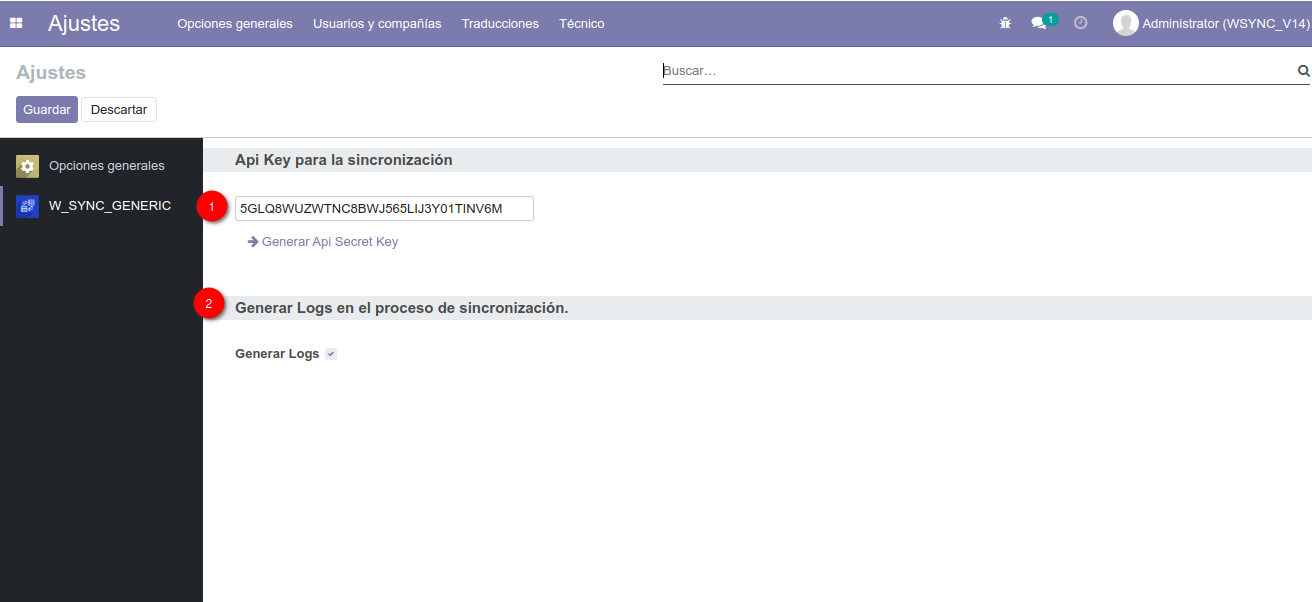 Ajustes Opciones generales Usuarios y compañías Traducciones Técnico 1 Administrator (WSYNC_V14)
Ajustes Buscar...
Guardar Descartar
Opciones generales
W_SYNC_GENERIC
Api Key para la sincronización
1 5GLQ8WUZWTNC8BWJ565LIJ3Y01TINV6M
Generar Api Secret Key
2 Generar Logs en el proceso de sincronización.
Generar Logs